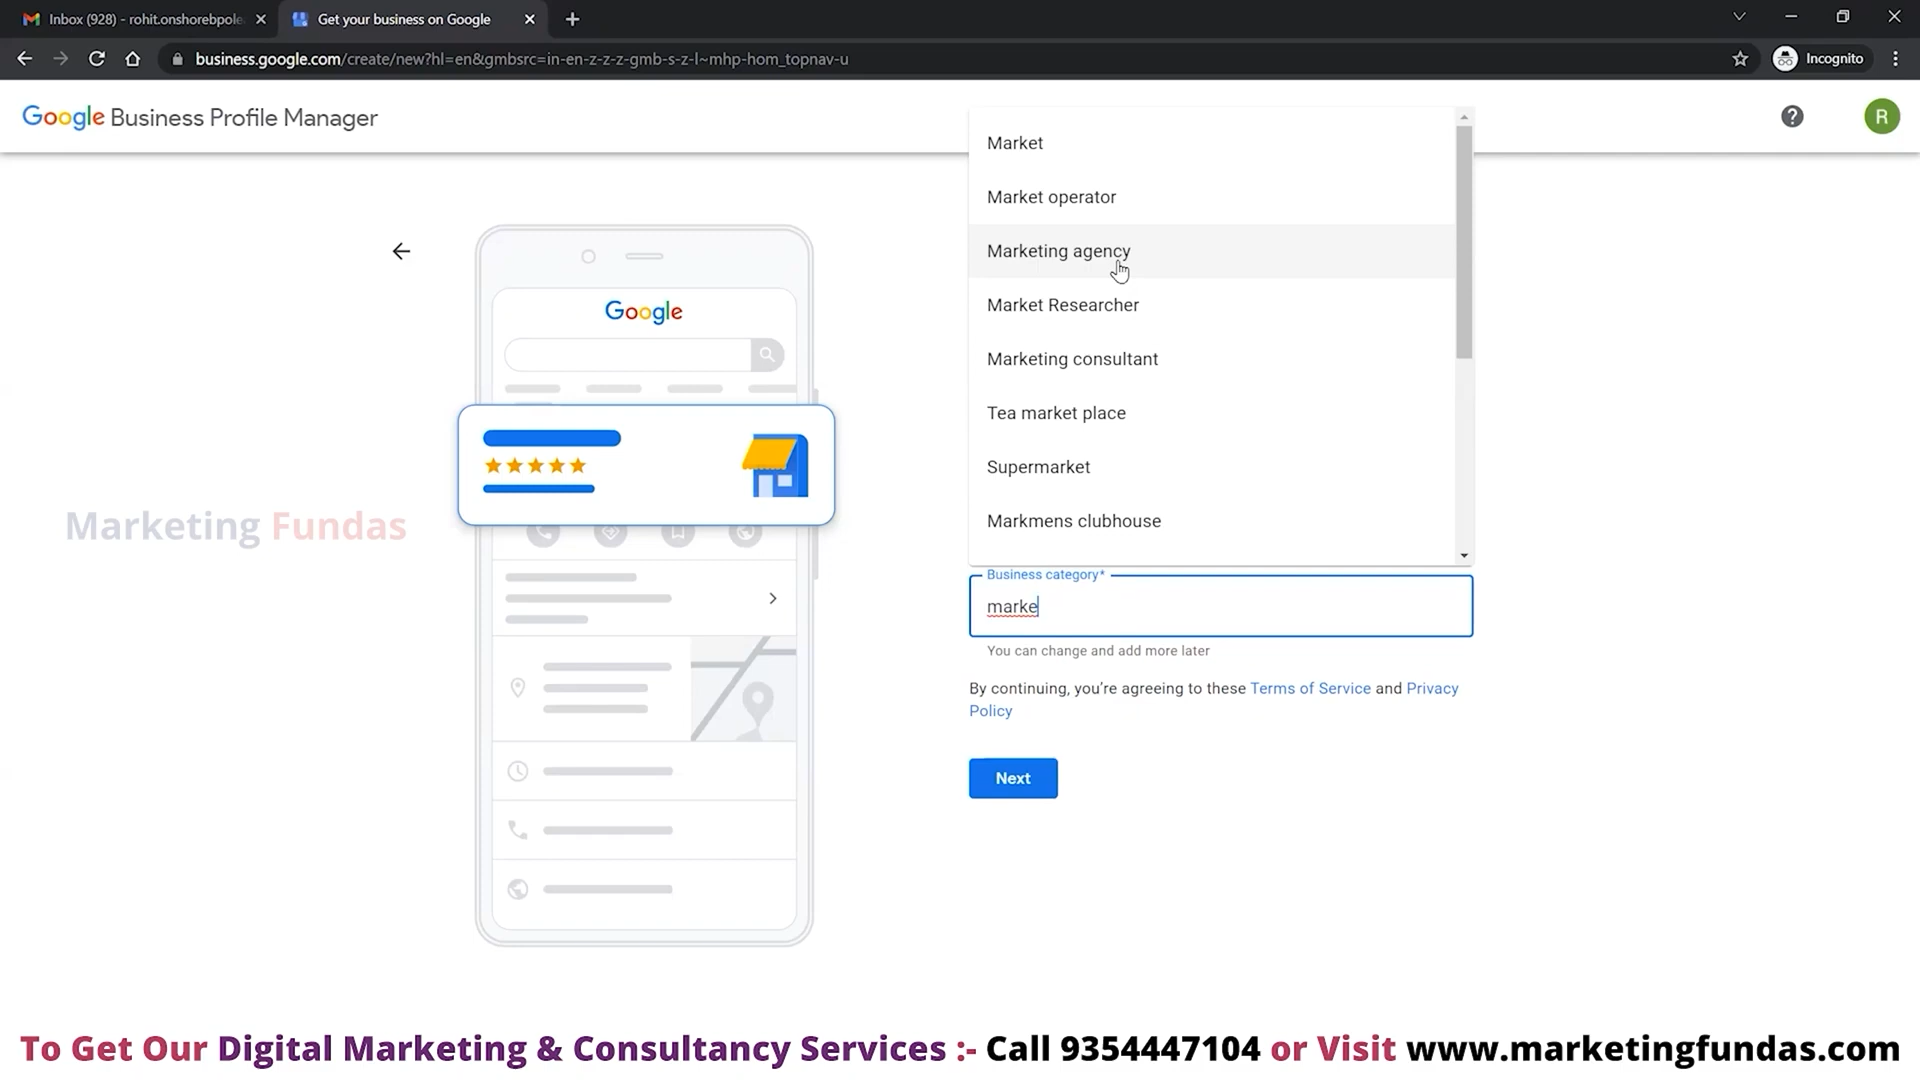 Inbox (928) - rohit.onshorebpole
Get your business on Google
business.google.com/create/new?hl=en&gmbsrc=in-en-z-z-z-gmb-s-z-l~mhp-hom_topnav-u
Incognito
Google Business Profile Manager
R
Market
Market operator
Marketing agency
Market Researcher
Marketing consultant
Tea market place
Supermarket
Markmens clubhouse
Google
Marketing Fundas
Business category*
marke
You can change and add more later
By continuing, you're agreeing to these Terms of Service and Privacy
Policy
Next
To Get Our Digital Marketing & Consultancy Services :- Call 9354447104 or Visit www.marketingfundas.com